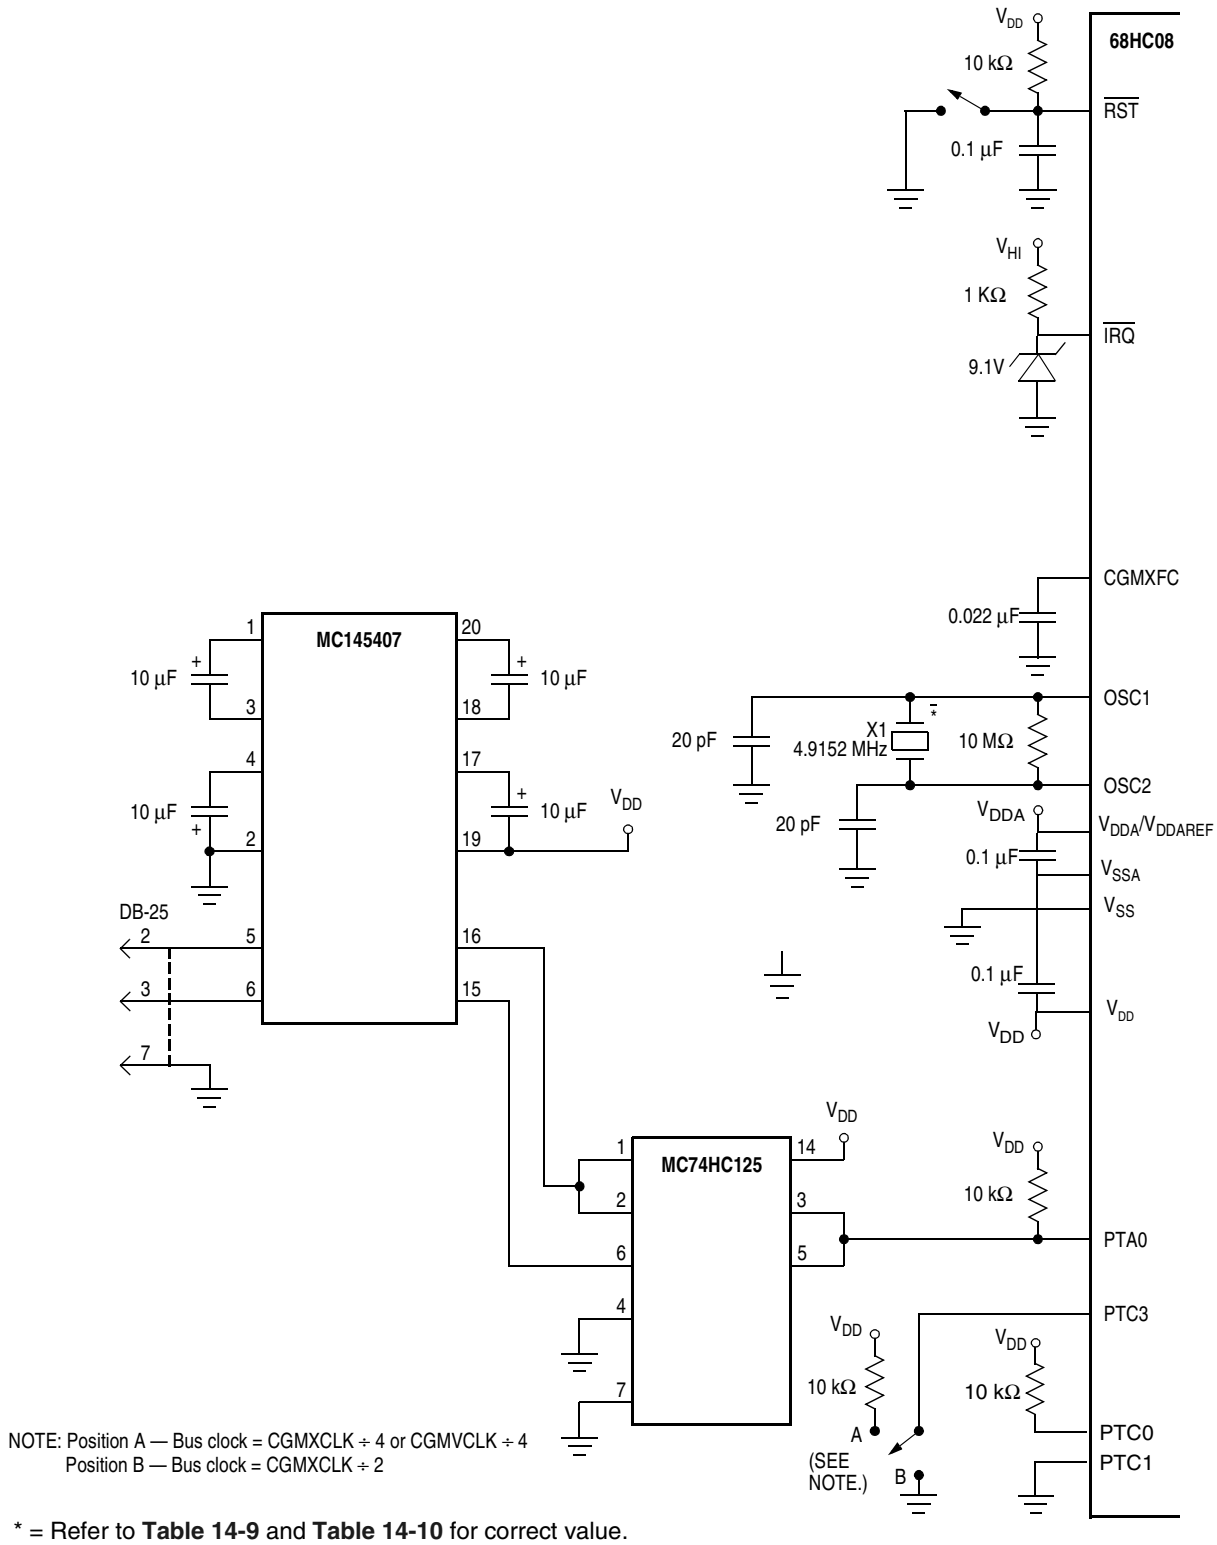 V_DD
68HC08
10 kΩ
RST
0.1 µF
V_HI
1 KΩ
IRQ
9.1V
CGMXFC
0.022 µF
MC145407
1
20
10 µF
+
+
10 µF
3
18
OSC1
*
X1
4.9152 MHz
20 pF
10 MΩ
4
17
OSC2
10 µF
+
+
10 µF
V_DD
2
19
20 pF
V_DDA
V_DDA/V_DDAREF
0.1 µF
V_SSA
V_SS
DB-25
2
5
16
3
6
15
0.1 µF
V_DD
V_DD
7
V_DD
MC74HC125
1
14
V_DD
10 kΩ
2
3
6
5
PTA0
4
PTC3
V_DD
V_DD
10 kΩ
10 kΩ
7
A
PTC0
(SEE
NOTE.)
PTC1
B
NOTE: Position A — Bus clock = CGMXCLK ÷ 4 or CGMVCLK ÷ 4
Position B — Bus clock = CGMXCLK ÷ 2
* = Refer to Table 14-9 and Table 14-10 for correct value.